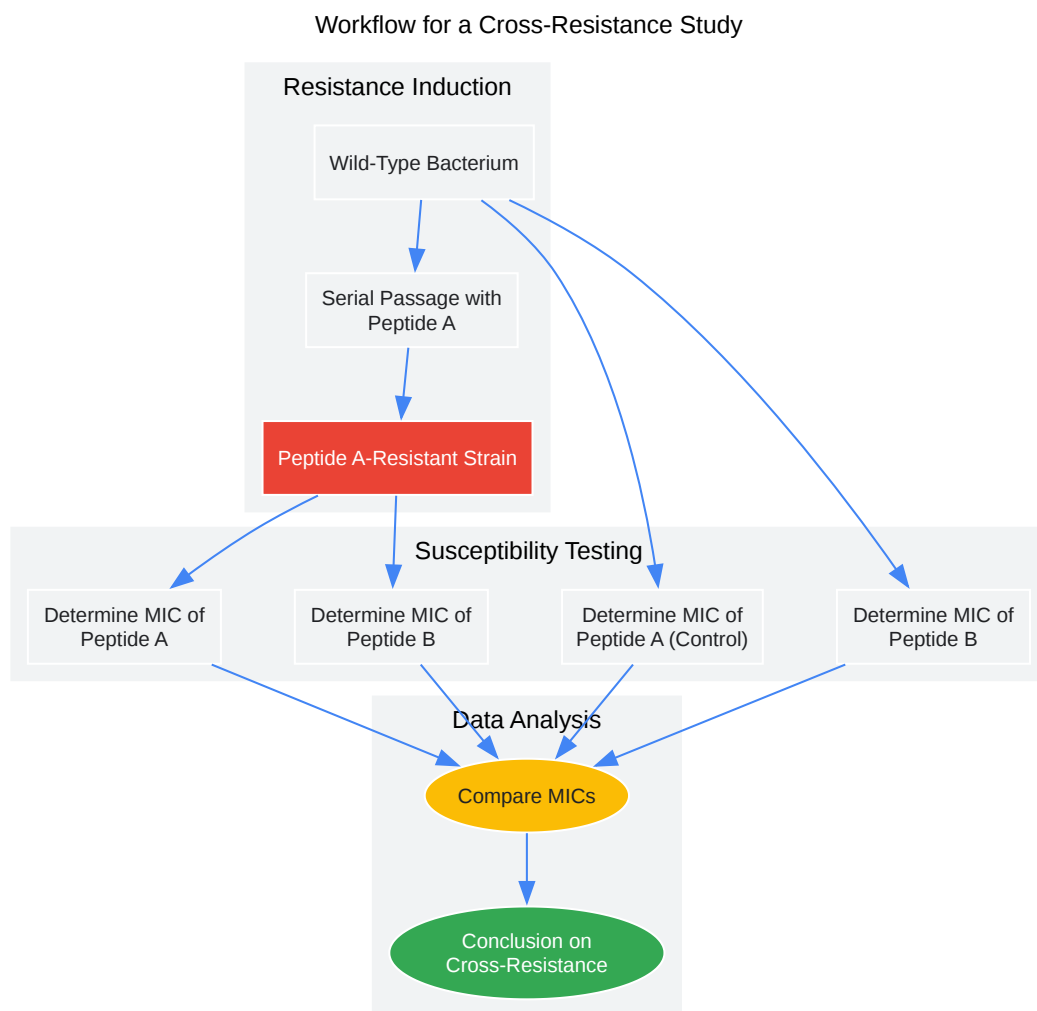 Workflow for a Cross-Resistance Study
Resistance Induction
Wild-Type Bacterium
Serial Passage with
Peptide A
Peptide A-Resistant Strain
Susceptibility Testing
Determine MIC of
Peptide A
Determine MIC of
Peptide B
Determine MIC of
Peptide A (Control)
Determine MIC of
Peptide B
Data Analysis
Compare MICs
Conclusion on
Cross-Resistance